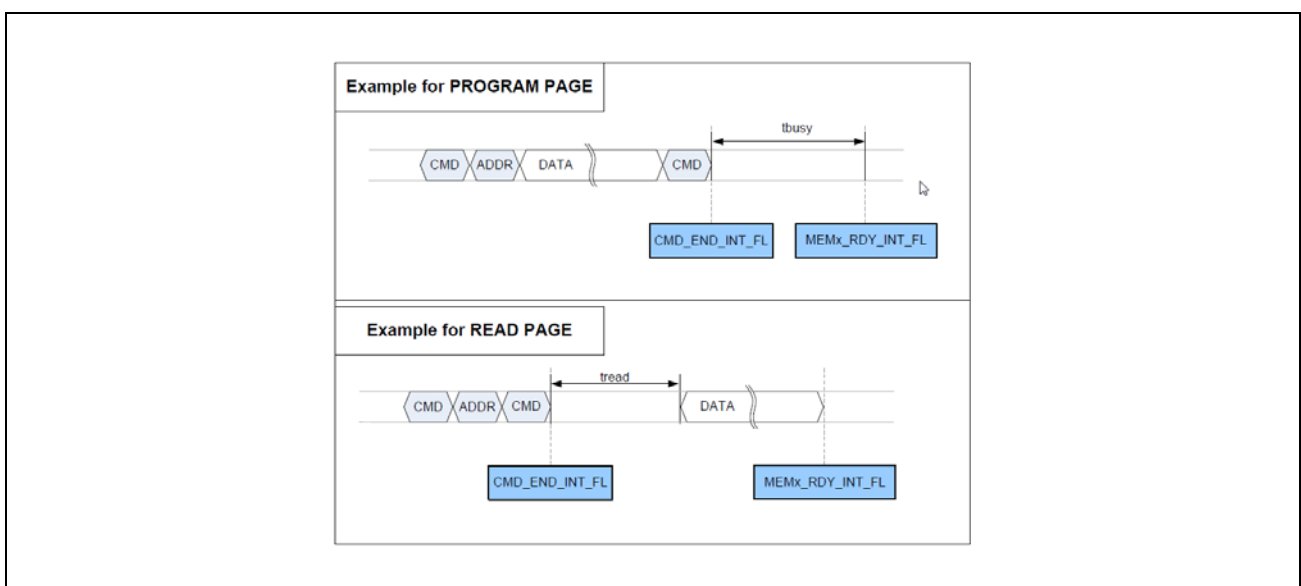 Example for PROGRAM PAGE
tbusy
CMD ADDR DATA CMD
CMD_END_INT_FL MEMx_RDY_INT_FL
Example for READ PAGE
tread
CMD ADDR CMD DATA
CMD_END_INT_FL MEMx_RDY_INT_FL